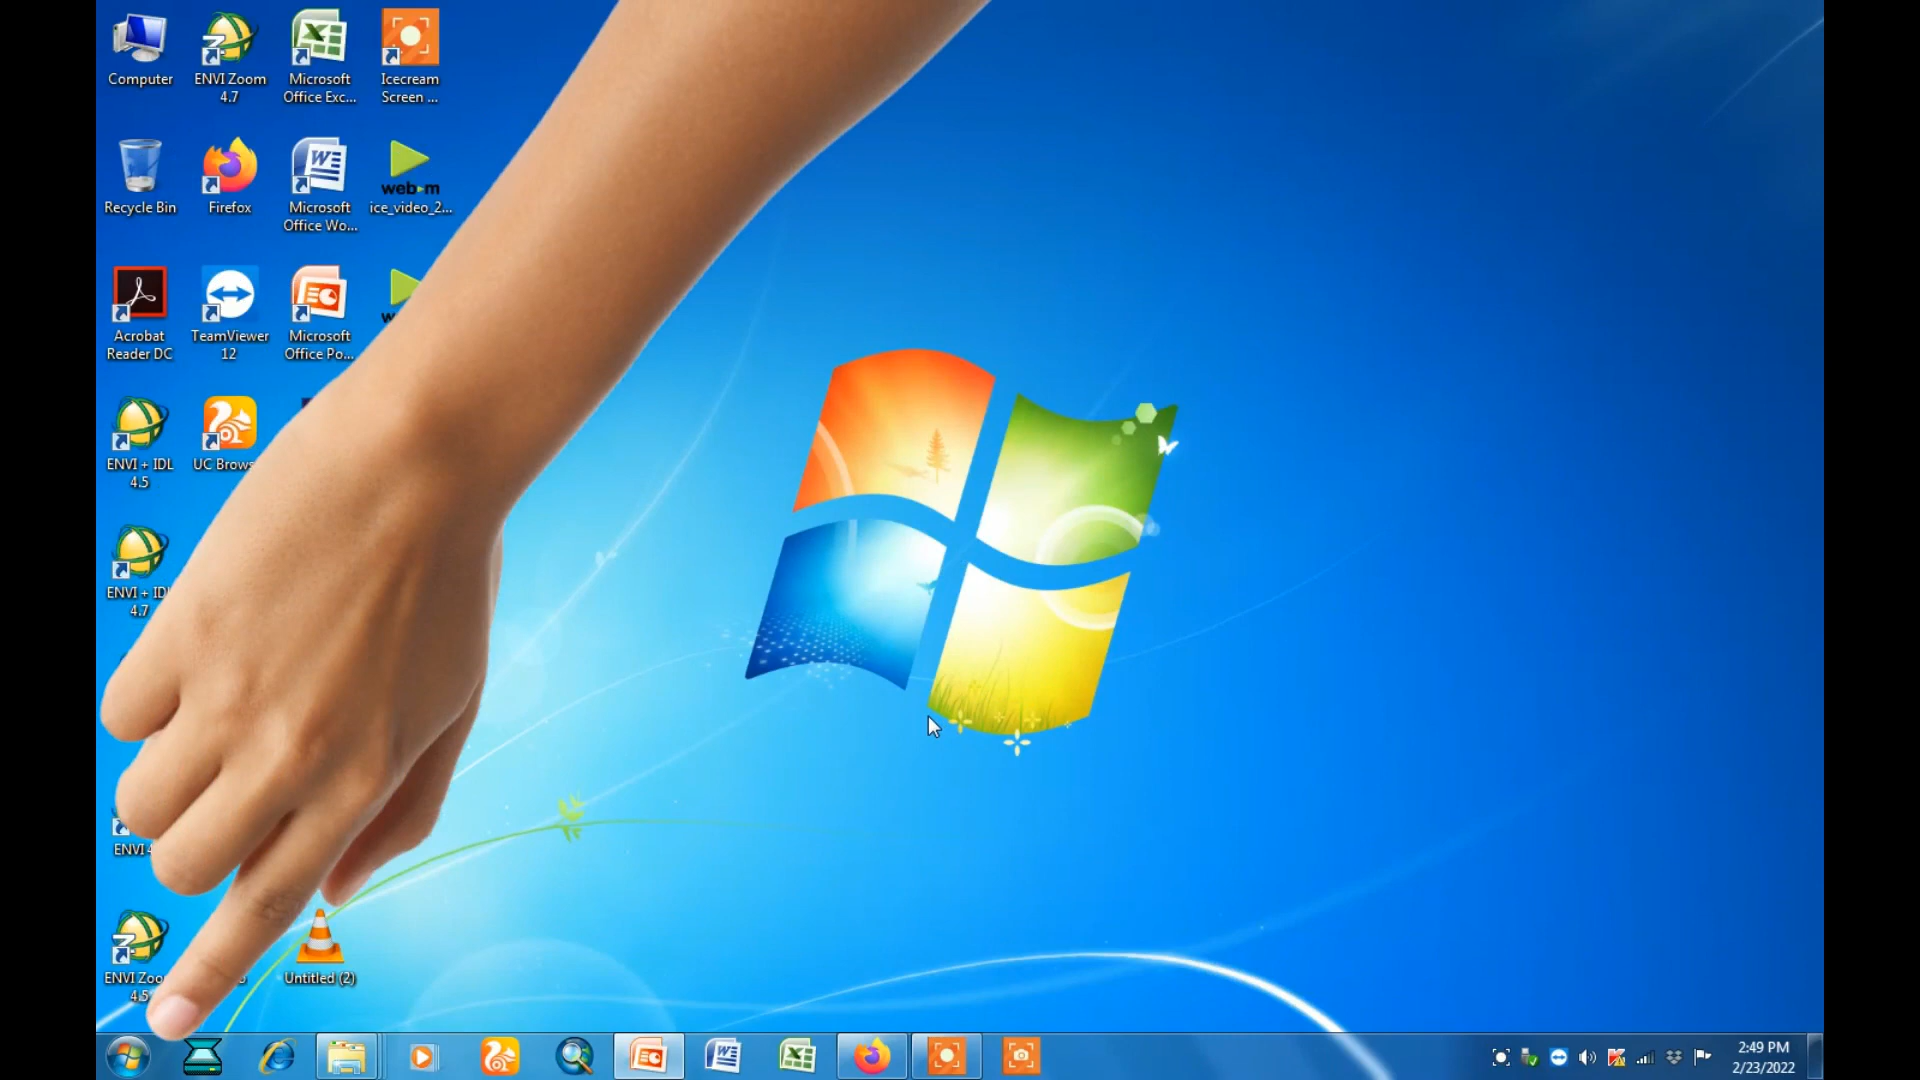 Computer
ENVI Zoom
4.7
Microsoft
Office Exc...
Icecream
Screen ...
Recycle Bin
Firefox
Microsoft
Office Wo...
web m
ice_video_2...
Acrobat
Reader DC
TeamViewer
12
Microsoft
Office Po...
ENVI + IDL
4.5
UC Brows
ENVI + ID
4.7
ENVI 4
ENVI Zoo
4.5
Untitled (2)
2:49 PM
2/23/2022